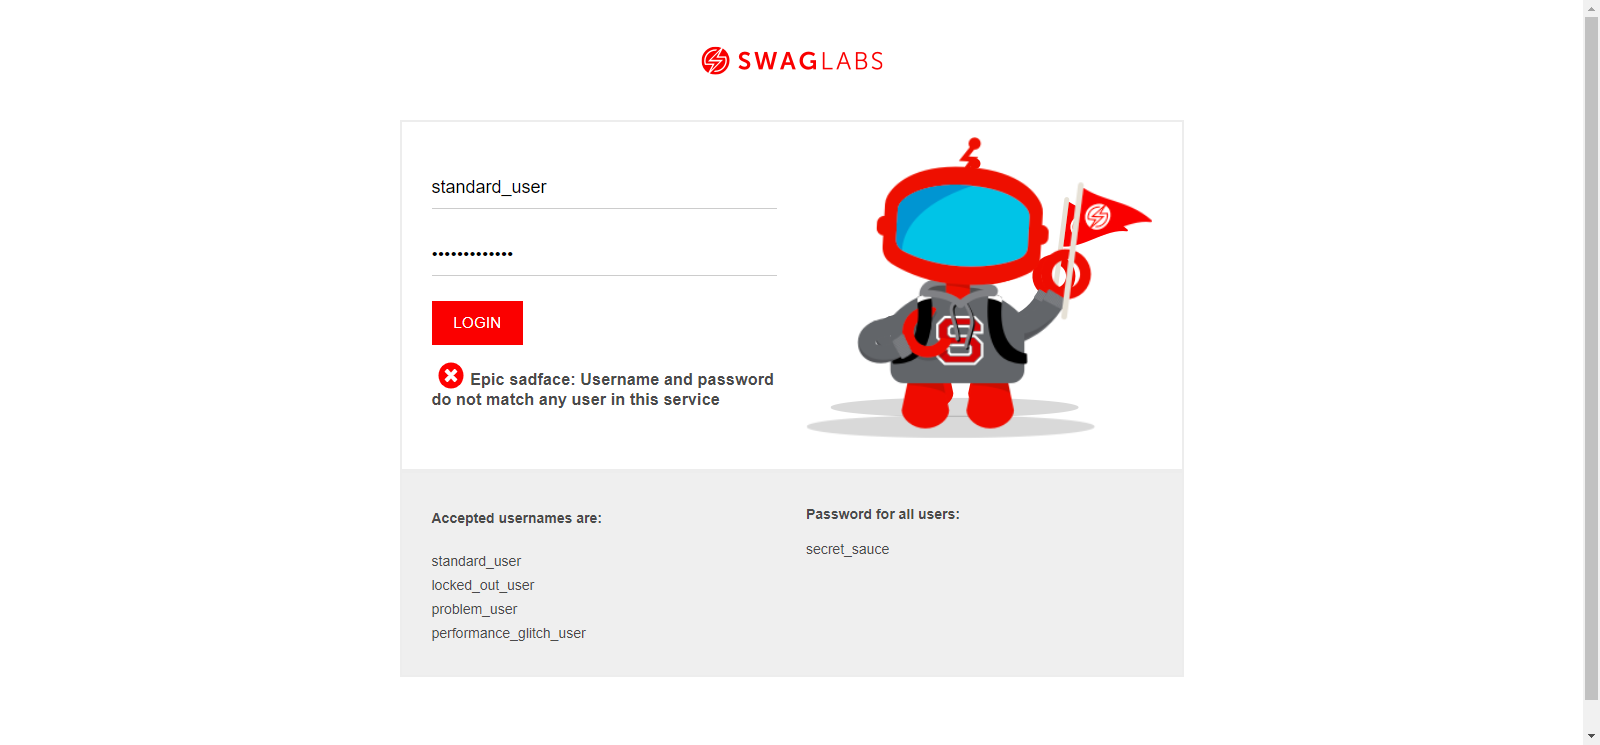 SWAGLABS
standard_user
•••••••••••••
LOGIN
Epic sadface: Username and password
do not match any user in this service
S
Accepted usernames are:
standard_user
locked_out_user
problem_user
performance_glitch_user
Password for all users:
secret_sauce